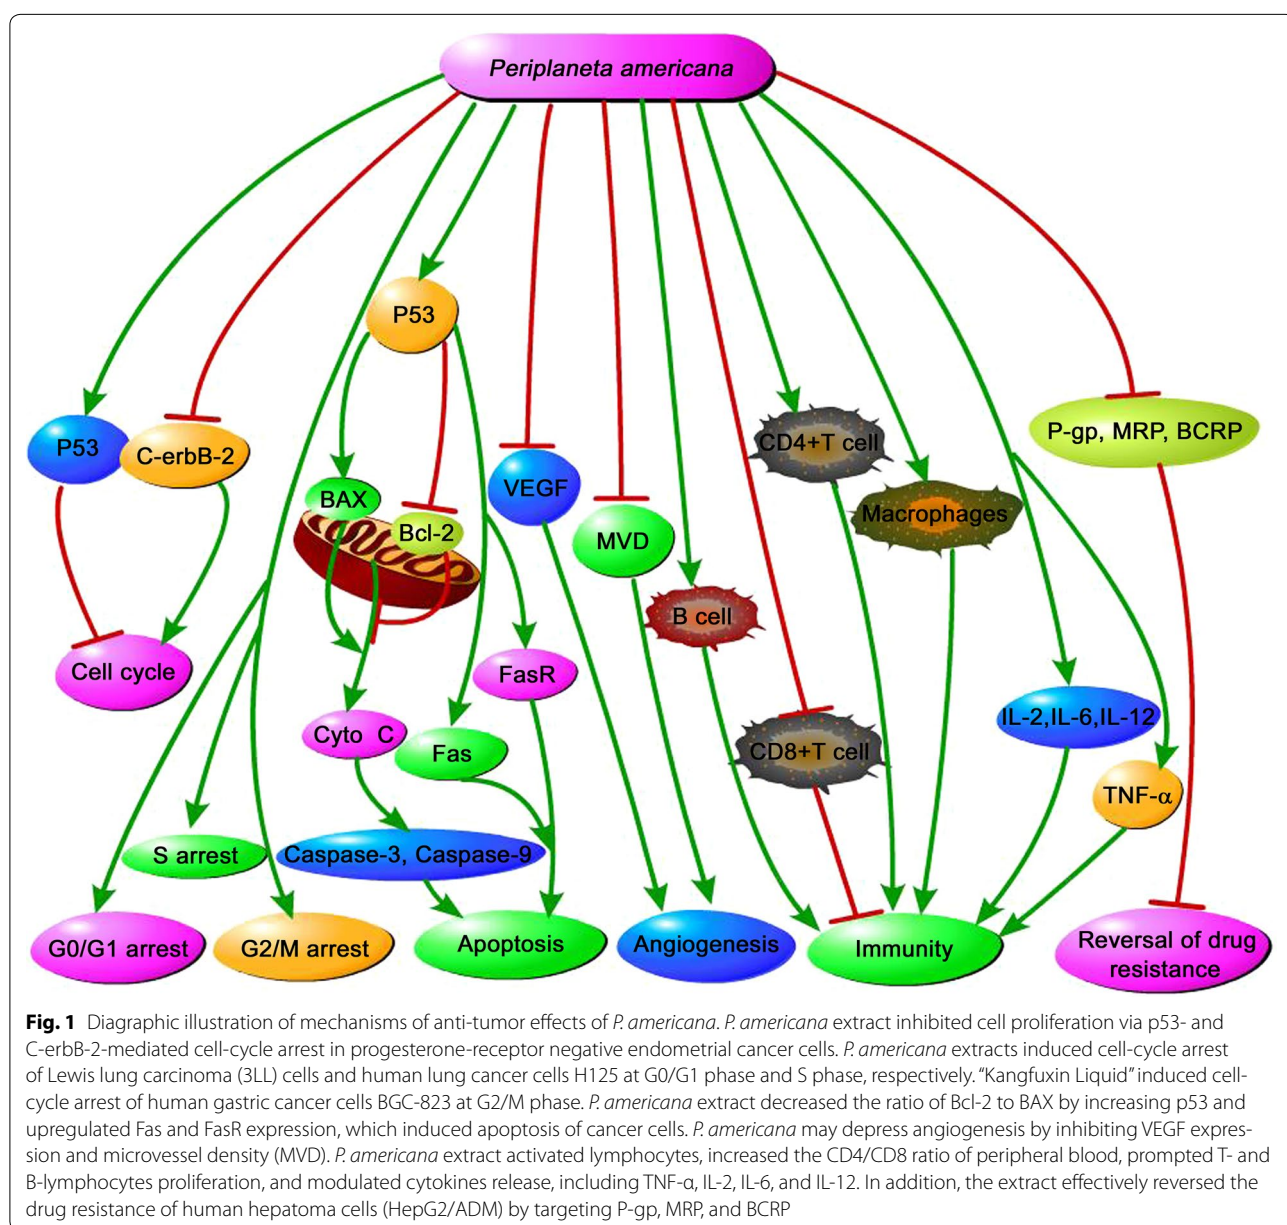 Periplaneta americana
P53
P53
C-erbB-2
P-gp, MRP, BCRP
CD4+T cell
VEGF
BAX
Bcl-2
MVD
Macrophages
B cell
Cell cycle
FasR
IL-2,IL-6,IL-12
Cyto C
Fas
CD8+T cell
TNF-α
S arrest
Caspase-3, Caspase-9
G0/G1 arrest
G2/M arrest
Apoptosis
Angiogenesis
Immunity
Reversal of drug
resistance
Fig. 1 Diagraphic illustration of mechanisms of anti-tumor effects of P. americana. P. americana extract inhibited cell proliferation via p53- and
C-erbB-2-mediated cell-cycle arrest in progesterone-receptor negative endometrial cancer cells. P. americana extracts induced cell-cycle arrest
of Lewis lung carcinoma (3LL) cells and human lung cancer cells H125 at G0/G1 phase and S phase, respectively. “Kangfuxin Liquid” induced cell-
cycle arrest of human gastric cancer cells BGC-823 at G2/M phase. P. americana extract decreased the ratio of Bcl-2 to BAX by increasing p53 and
upregulated Fas and FasR expression, which induced apoptosis of cancer cells. P. americana may depress angiogenesis by inhibiting VEGF expres-
sion and microvessel density (MVD). P. americana extract activated lymphocytes, increased the CD4/CD8 ratio of peripheral blood, prompted T- and
B-lymphocytes proliferation, and modulated cytokines release, including TNF-α, IL-2, IL-6, and IL-12. In addition, the extract effectively reversed the
drug resistance of human hepatoma cells (HepG2/ADM) by targeting P-gp, MRP, and BCRP